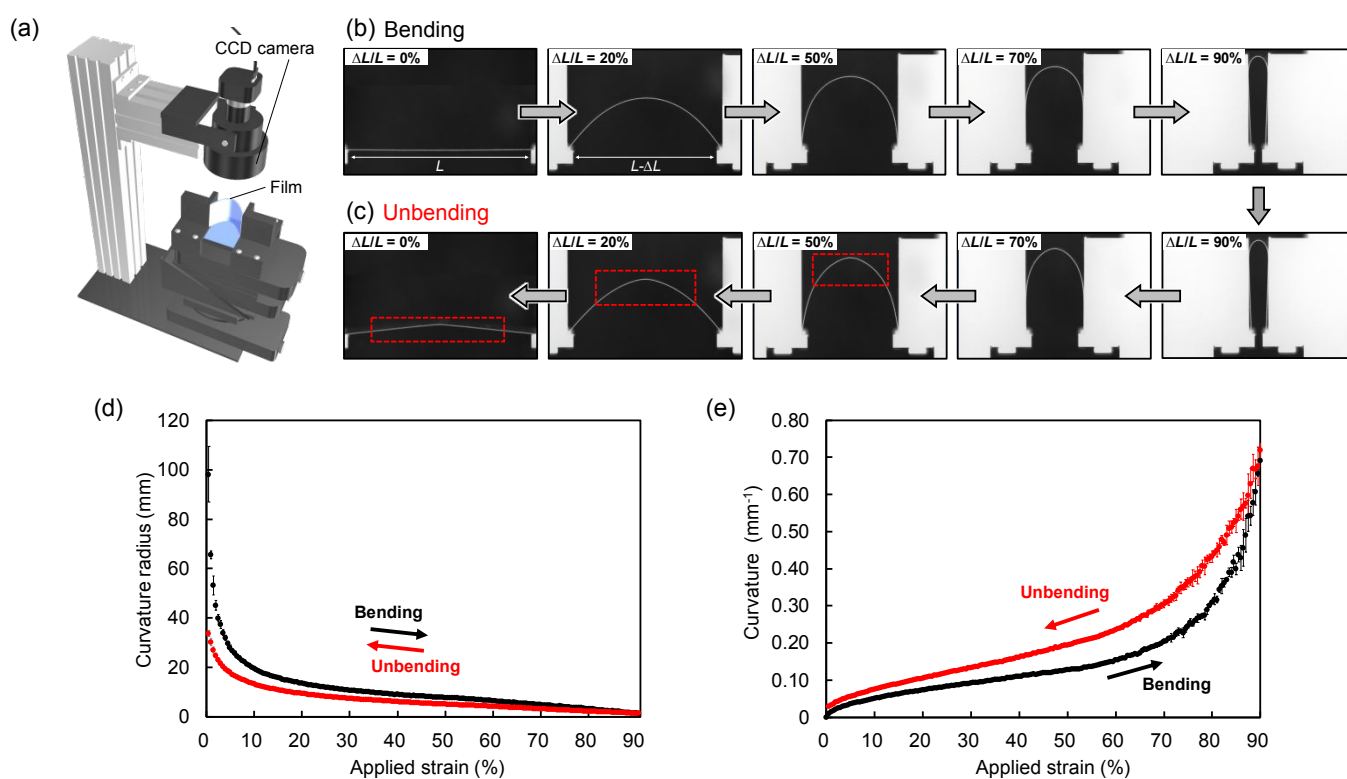 (a)
CCD camera
Film
(b) Bending
ΔL/L = 0%
ΔL/L = 20%
ΔL/L = 50%
ΔL/L = 70%
ΔL/L = 90%
L
L-ΔL
(c) Unbending
ΔL/L = 0%
ΔL/L = 20%
ΔL/L = 50%
ΔL/L = 70%
ΔL/L = 90%
(d)
Curvature radius (mm)
120
100
80
60
40
20
0
Bending
Unbending
0 10 20 30 40 50 60 70 80 90
Applied strain (%)
(e)
Curvature (mm⁻¹)
0.80
0.70
0.60
0.50
0.40
0.30
0.20
0.10
0
Unbending
Bending
0 10 20 30 40 50 60 70 80 90
Applied strain (%)